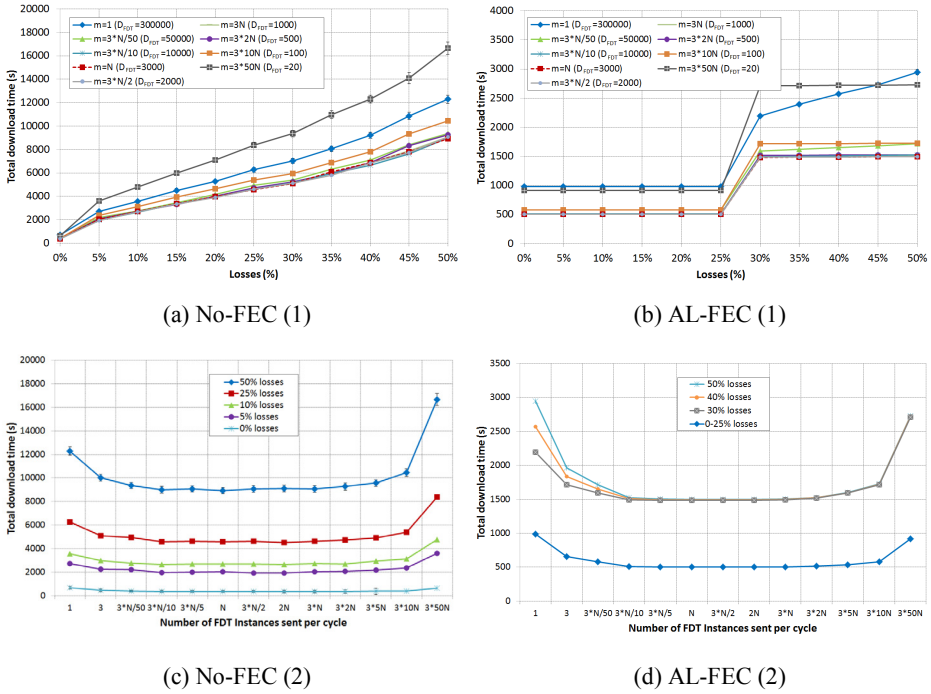 20000
18000
16000
14000
12000
10000
8000
6000
4000
2000
0
Total download time (s)
m=1 (DFDT =300000)
m=3N (DFDT =1000)
m=3*N/50 (DFDT =50000)
m=3*2N (DFDT =500)
m=3*N/10 (DFDT =10000)
m=3*10N (DFDT =100)
m=N (DFDT =3000)
m=3*50N (DFDT =20)
m=3*N/2 (DFDT =2000)
0% 5% 10% 15% 20% 25% 30% 35% 40% 45% 50%
Losses (%)
(a) No-FEC (1)
4000
3500
3000
2500
2000
1500
1000
500
0
Total download time (s)
m=1 (DFDT =300000)
m=3N (DFDT =1000)
m=3*N/50 (DFDT =50000)
m=3*2N (DFDT =500)
m=3*N/10 (DFDT =10000)
m=3*10N (DFDT =100)
m=N (DFDT =3000)
m=3*50N (DFDT =20)
m=3*N/2 (DFDT =2000)
0% 5% 10% 15% 20% 25% 30% 35% 40% 45% 50%
Losses (%)
(b) AL-FEC (1)
20000
18000
16000
14000
12000
10000
8000
6000
4000
2000
0
Total download time (s)
50% losses
25% losses
10% losses
5% losses
0% losses
1 3 3*N/50 3*N/10 3*N/5 N 3*N/2 2N 3*N 3*2N 3*5N 3*10N 3*50N
Number of FDT Instances sent per cycle
(c) No-FEC (2)
3500
3000
2500
2000
1500
1000
500
0
Total download time (s)
50% losses
40% losses
30% losses
0-25% losses
1 3 3*N/50 3*N/10 3*N/5 N 3*N/2 2N 3*N 3*2N 3*5N 3*10N 3*50N
Number of FDT Instances sent per cycle
(d) AL-FEC (2)